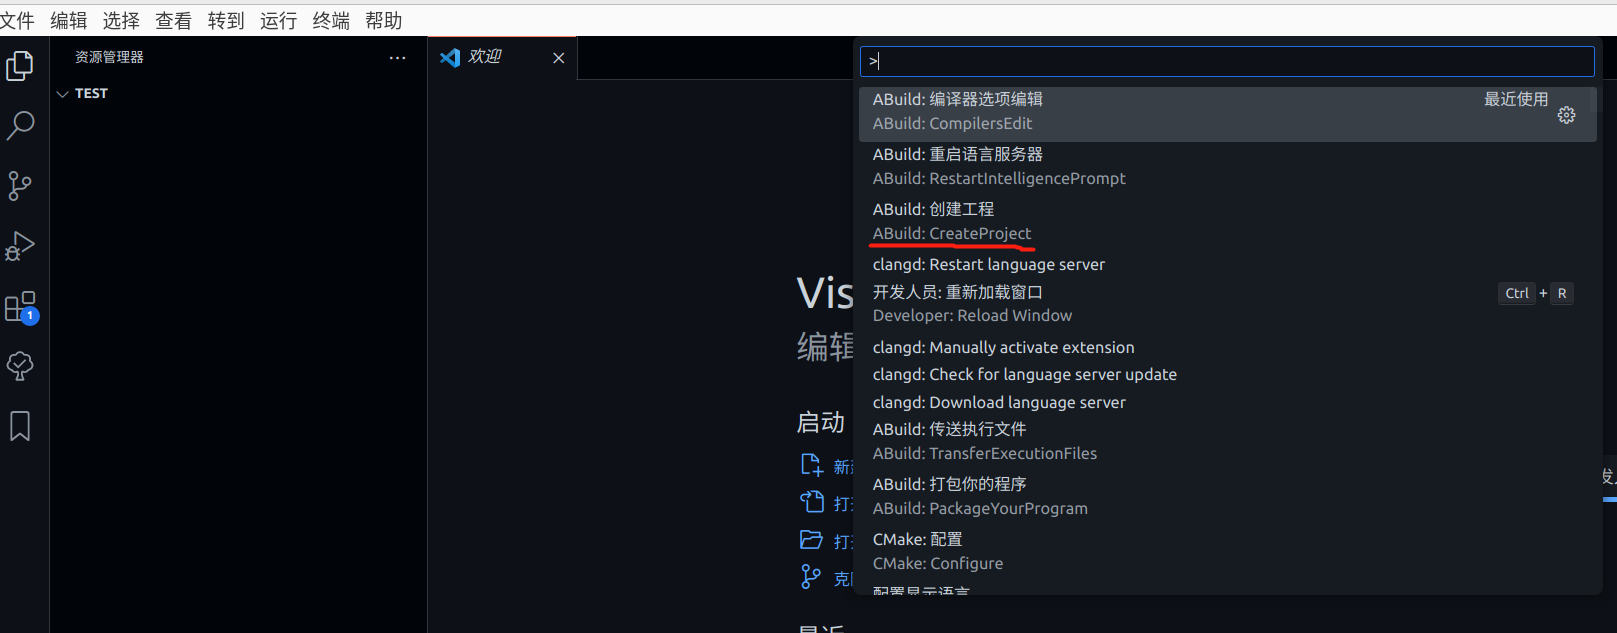 文件 编辑 选择 查看 转到 运行 终端 帮助
资源管理器
TEST
1
欢迎
Vis
编辑
启动
新
打
打
克
>
ABuild: 编译器选项编辑 最近使用
ABuild: CompilersEdit
ABuild: 重启语言服务器
ABuild: RestartIntelligencePrompt
ABuild: 创建工程
ABuild: CreateProject
clangd: Restart language server
开发人员: 重新加载窗口 Ctrl + R
Developer: Reload Window
clangd: Manually activate extension
clangd: Check for language server update
clangd: Download language server
ABuild: 传送执行文件
ABuild: TransferExecutionFiles
ABuild: 打包你的程序
ABuild: PackageYourProgram
CMake: 配置
CMake: Configure
配置显示语言